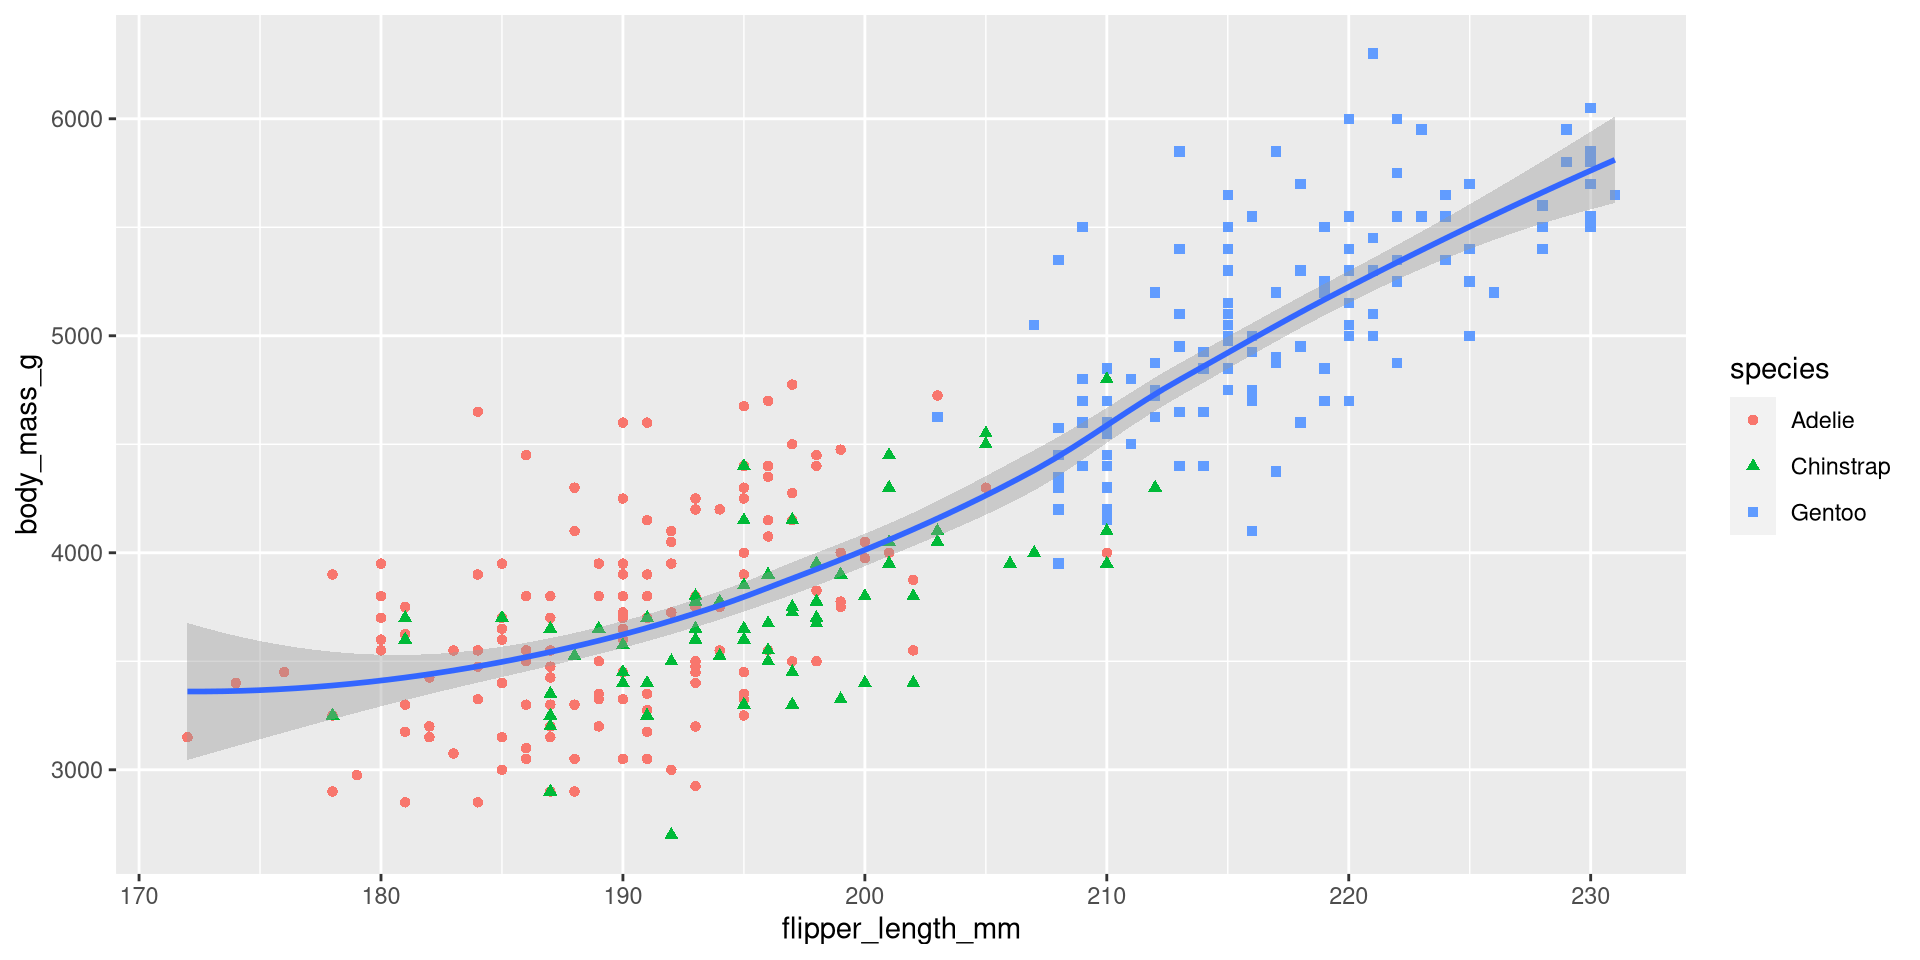 6000
5000
4000
3000
body_mass_g
170 180 190 200 210 220 230
flipper_length_mm
species
Adelie
Chinstrap
Gentoo